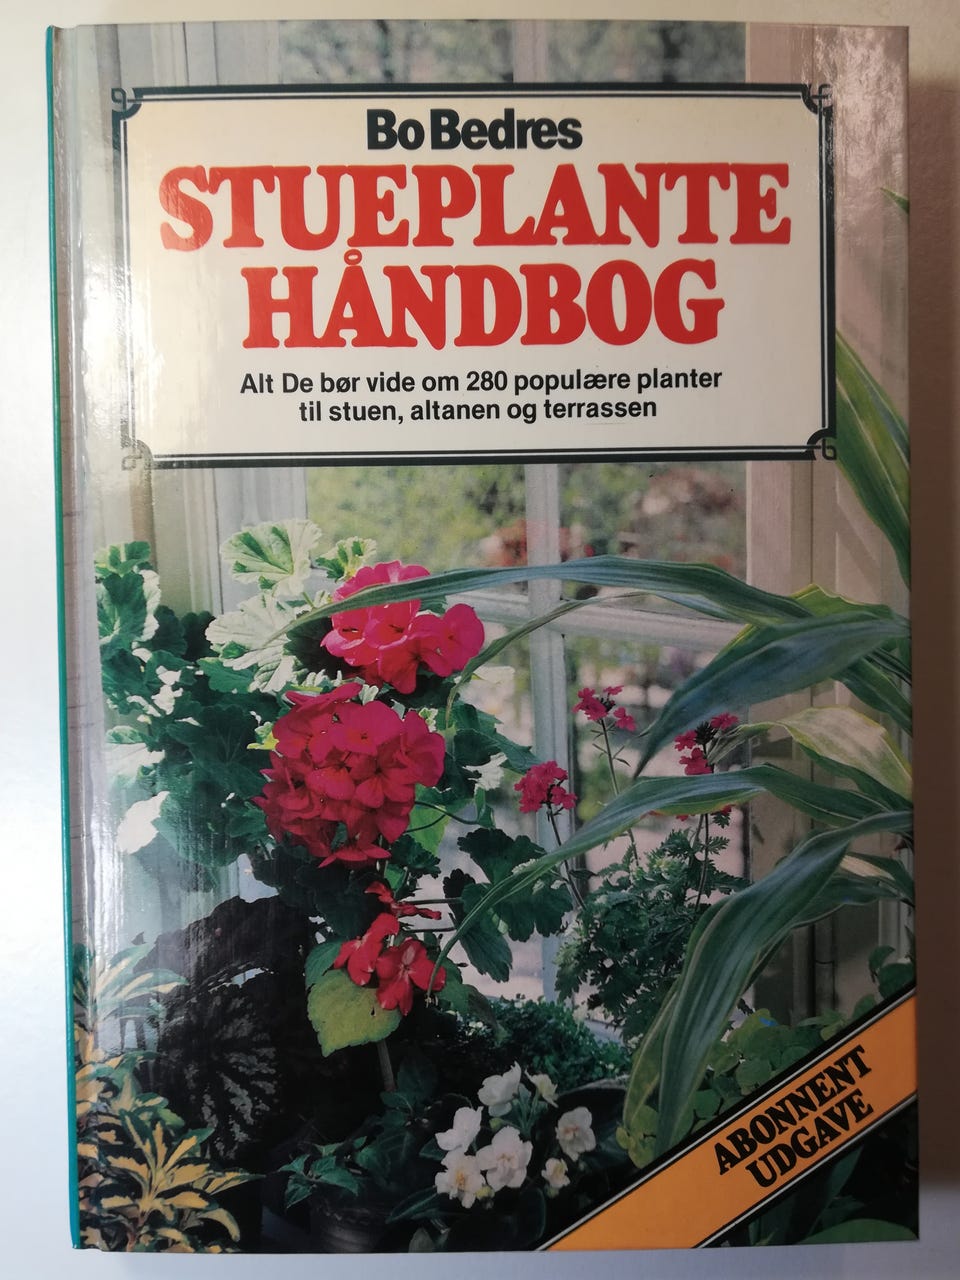 Bo Bedres
STUEPLANTE
HÅNDBOG
Alt De bør vide om 280 populære planter
til stuen, altanen og terrassen
ABONNENT
UDGAVE